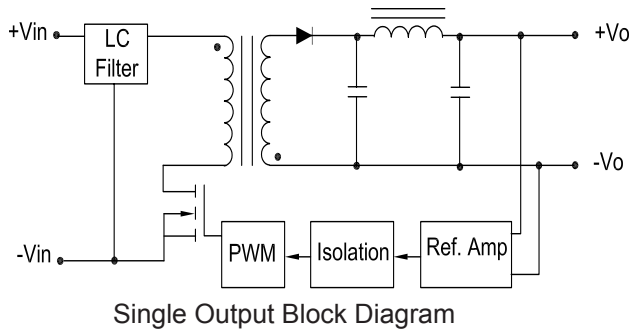 +Vin
LC
Filter
+Vo
-Vo
-Vin
PWM
Isolation
Ref. Amp
Single Output Block Diagram